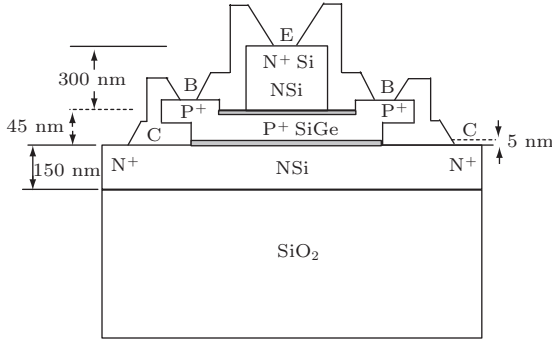 E
N⁺ Si
300 nm
B
NSi
B
P⁺
P⁺
45 nm
C
P⁺ SiGe
C
5 nm
150 nm
N⁺
NSi
N⁺
SiO₂